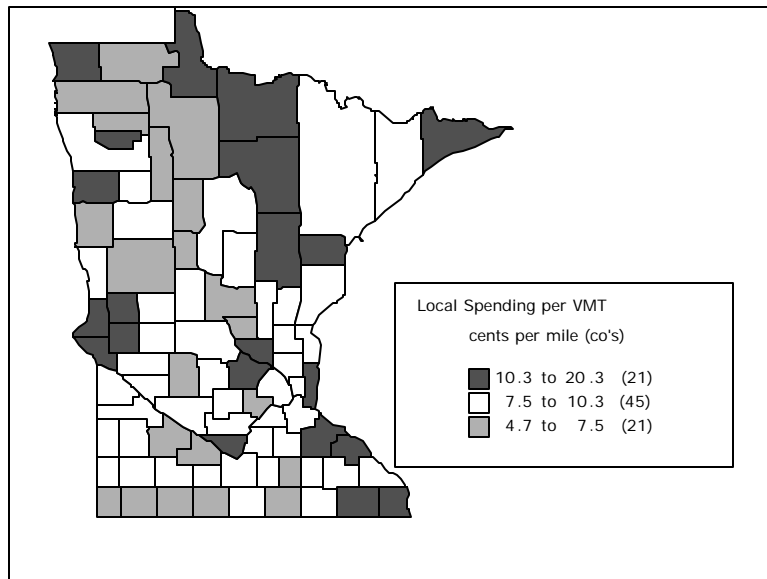 Local Spending per VMT
cents per mile (co's)
10.3 to 20.3 (21)
7.5 to 10.3 (45)
4.7 to 7.5 (21)